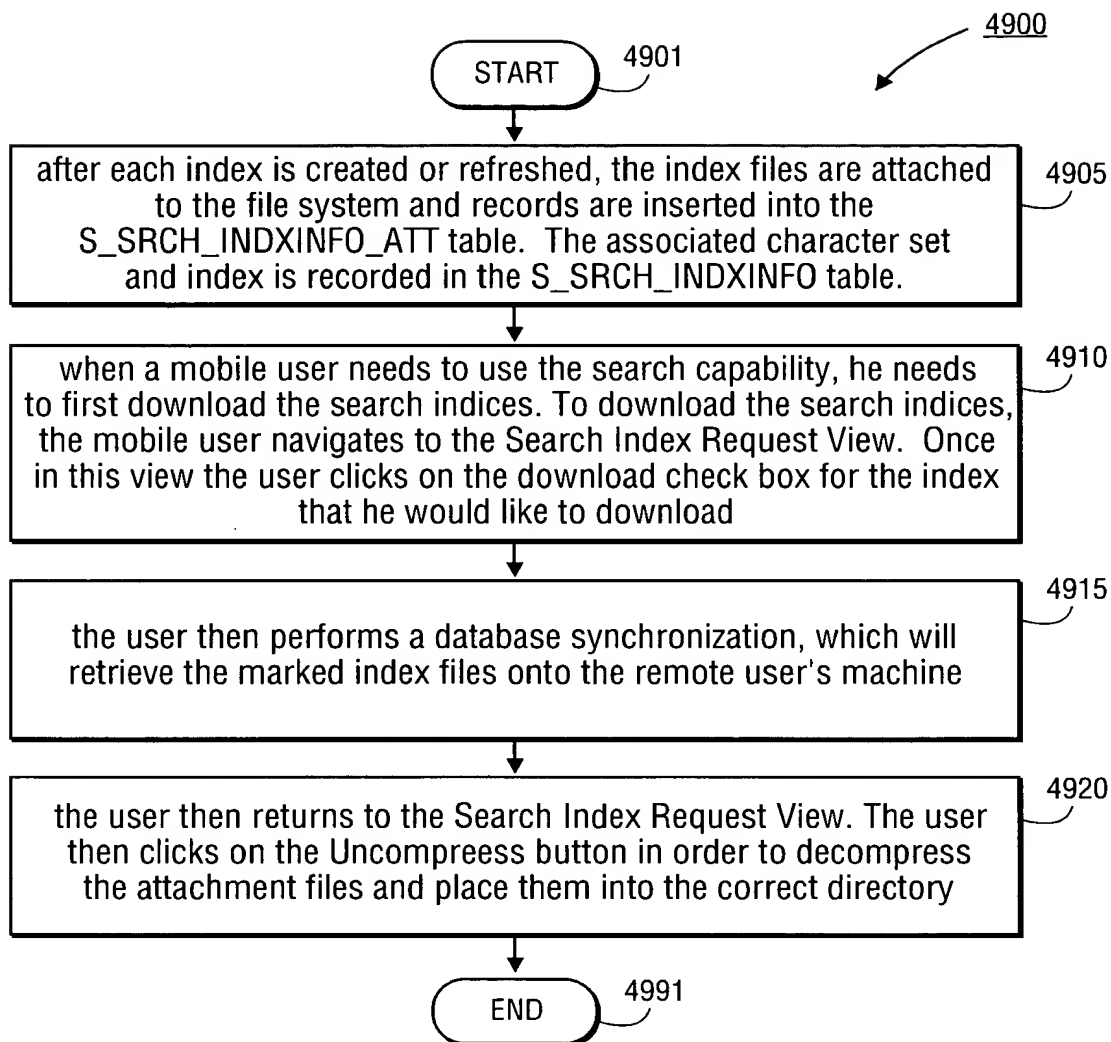 4900
START
4901
after each index is created or refreshed, the index files are attached
to the file system and records are inserted into the
S_SRCH_INDXINFO_ATT table. The associated character set
and index is recorded in the S_SRCH_INDXINFO table.
4905
when a mobile user needs to use the search capability, he needs
to first download the search indices. To download the search indices,
the mobile user navigates to the Search Index Request View. Once
in this view the user clicks on the download check box for the index
that he would like to download
4910
the user then performs a database synchronization, which will
retrieve the marked index files onto the remote user's machine
4915
the user then returns to the Search Index Request View. The user
then clicks on the Uncompreess button in order to decompress
the attachment files and place them into the correct directory
4920
END
4991